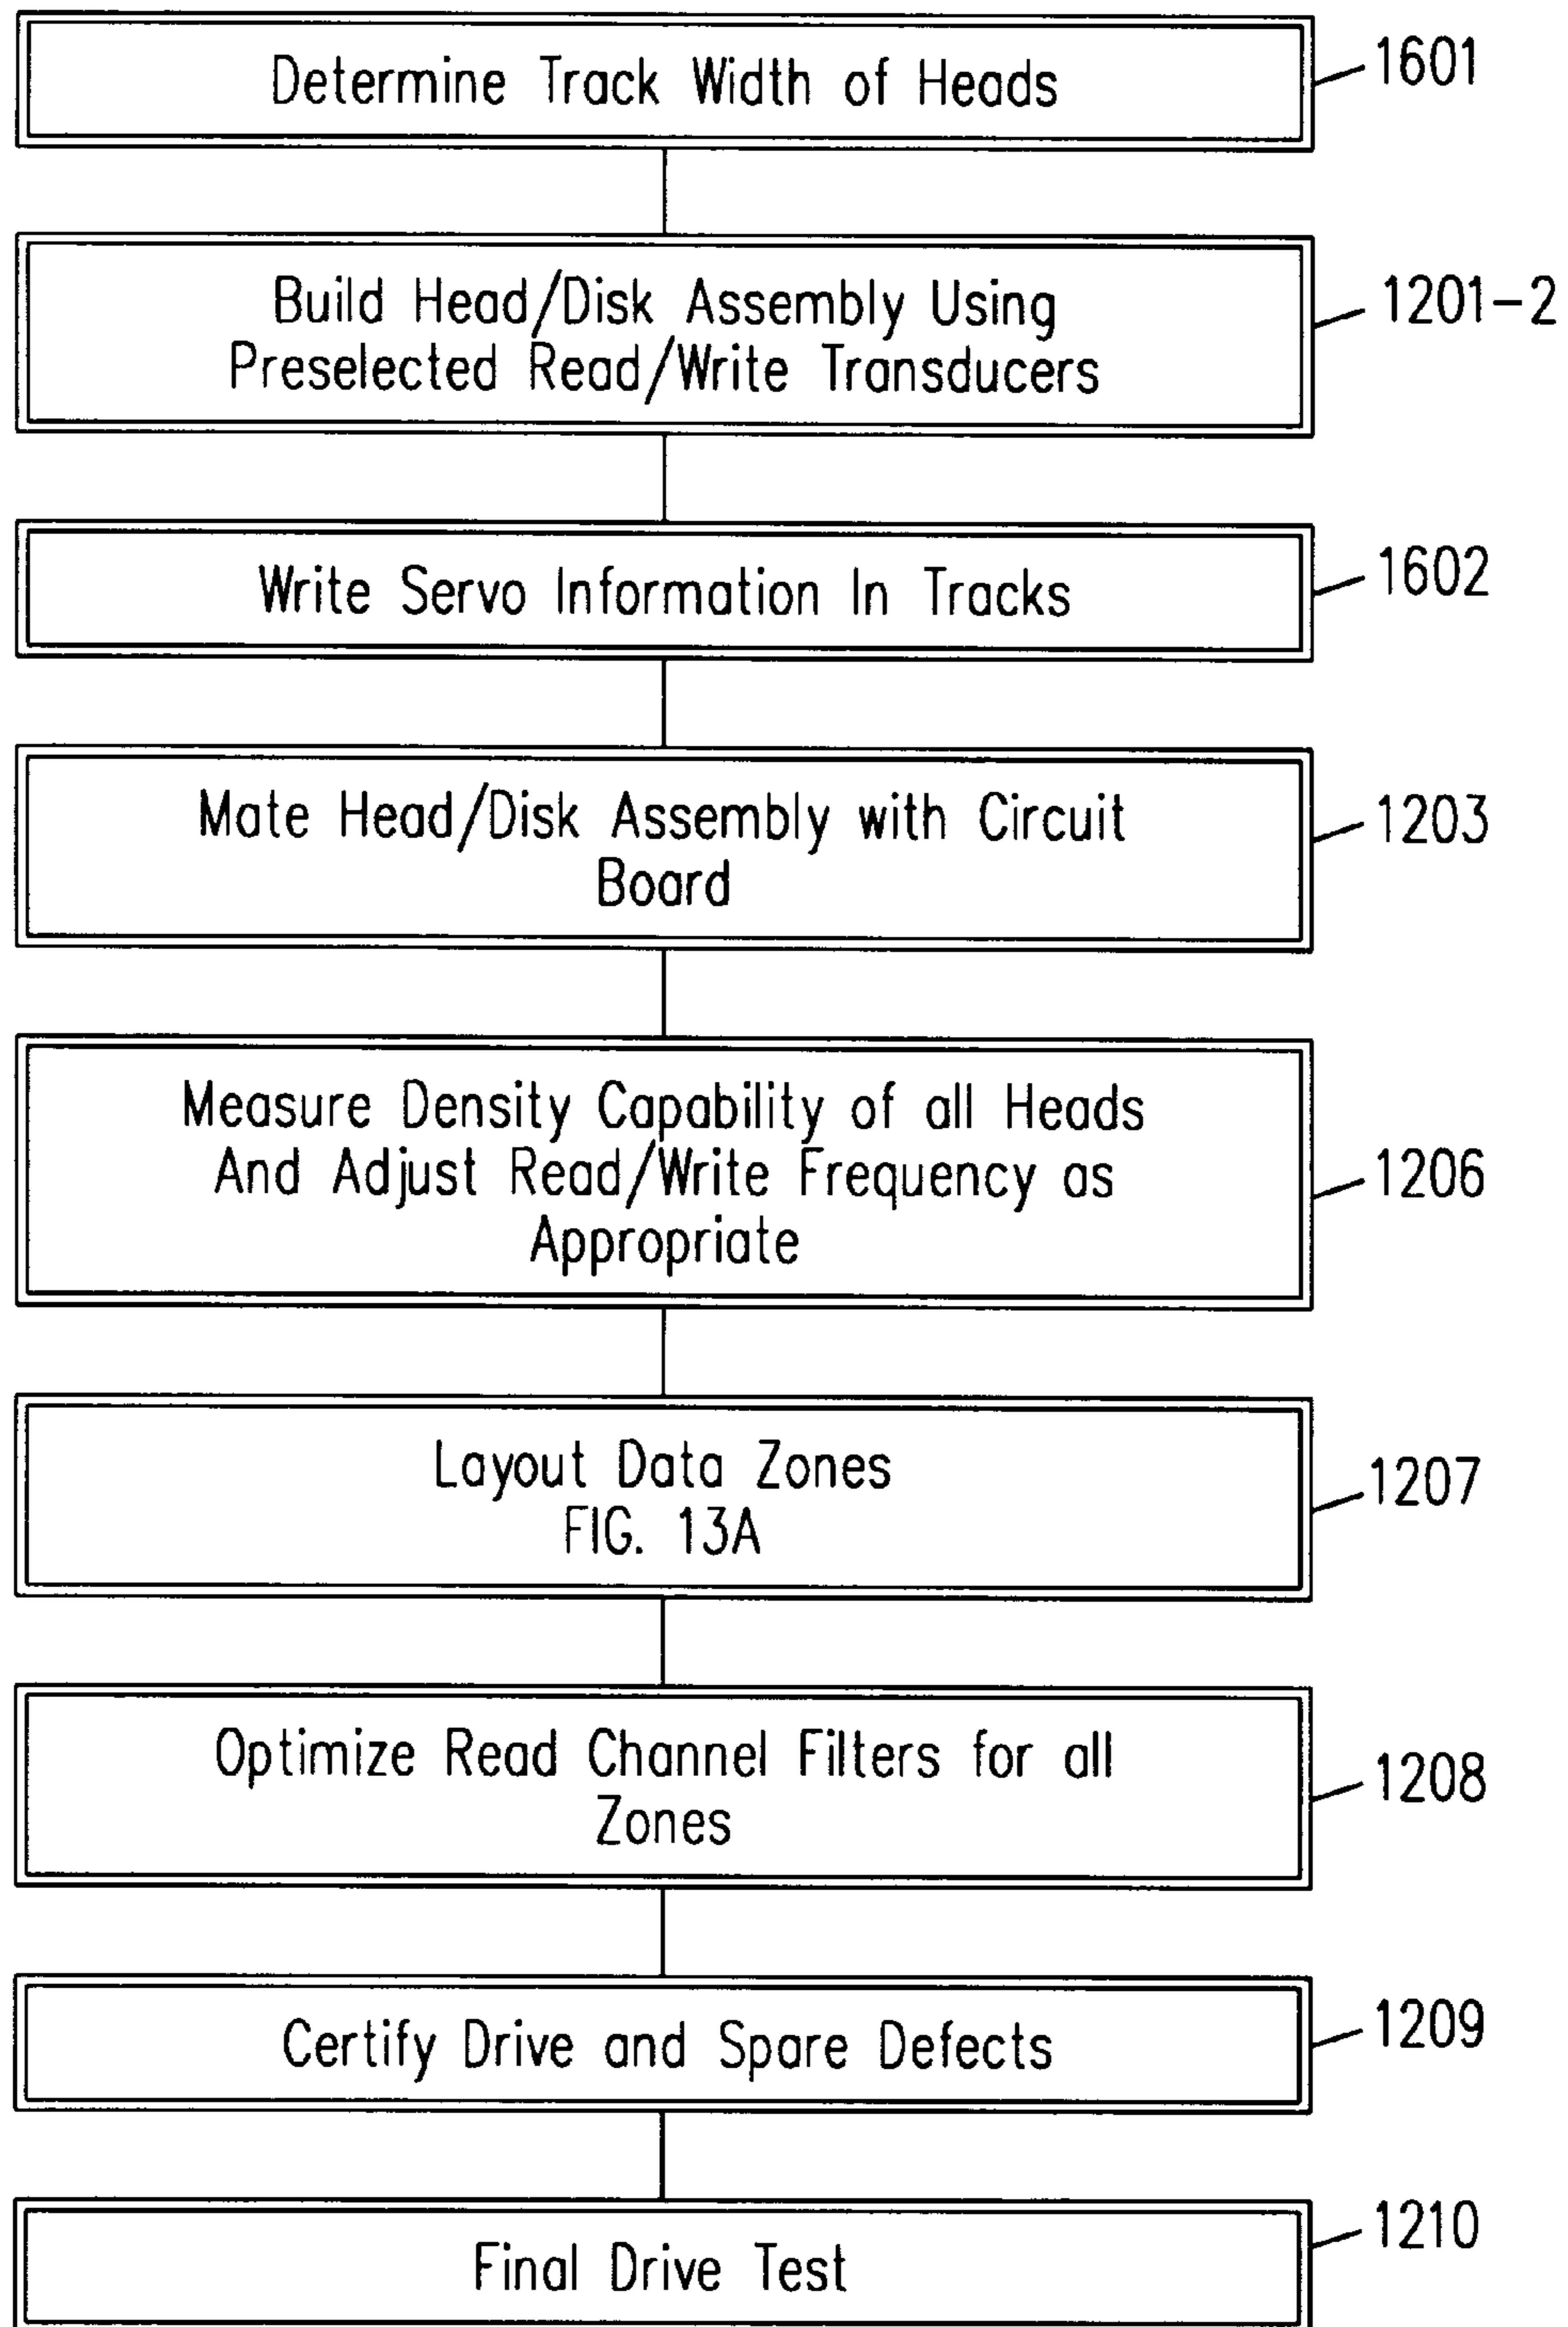 Determine Track Width of Heads
1601
Build Head/Disk Assembly Using
Preselected Read/Write Transducers
1201-2
Write Servo Information In Tracks
1602
Mate Head/Disk Assembly with Circuit
Board
1203
Measure Density Capability of all Heads
And Adjust Read/Write Frequency as
Appropriate
1206
Layout Data Zones
FIG. 13A
1207
Optimize Read Channel Filters for all
Zones
1208
Certify Drive and Spare Defects
1209
Final Drive Test
1210